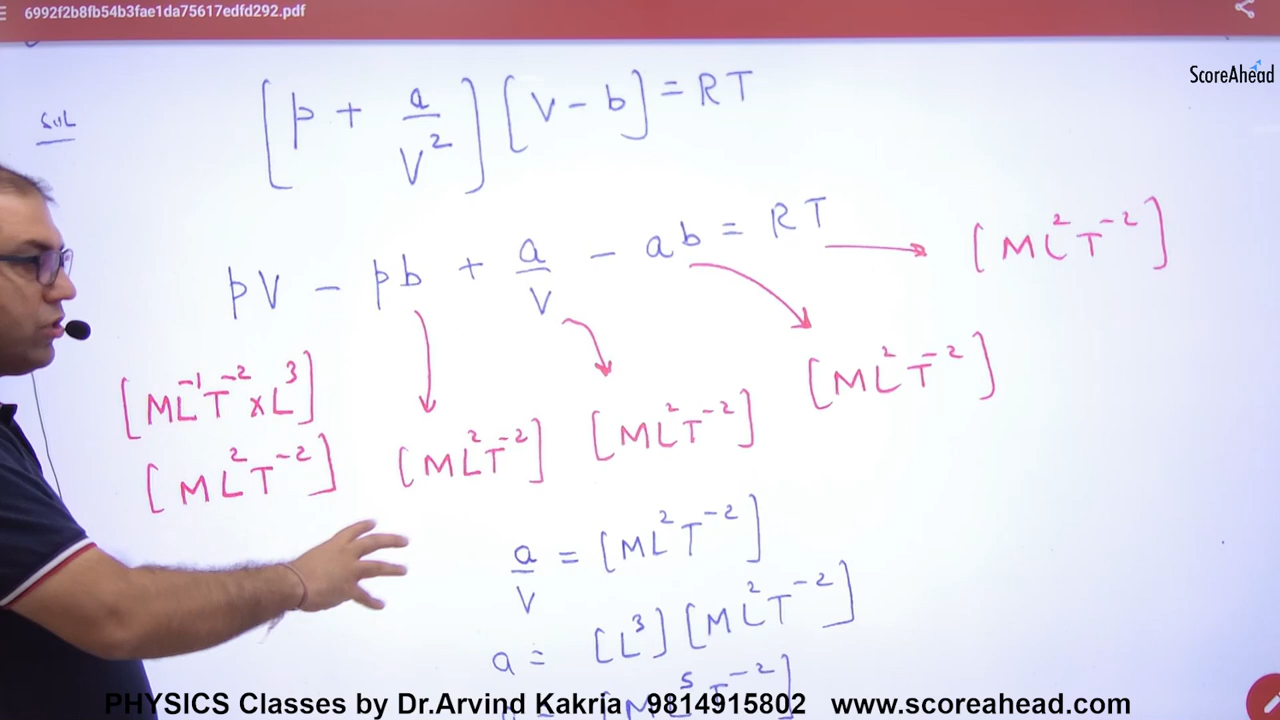 6992f2b8fb54b3fae1da75617edfd292.pdf
ScoreAhead
Sol
[p + a/V²] [V - b] = RT
pV - pb + a/V - ab = RT → [ML²T⁻²]
[ML⁻¹T⁻² × L³]
[ML²T⁻²] [ML²T⁻²] [ML²T⁻²] [ML²T⁻²]
a/V = [ML²T⁻²]
a = [L³] [ML²T⁻²]
PHYSICS Classes by Dr.Arvind Kakria 9814915802 www.scoreahead.com